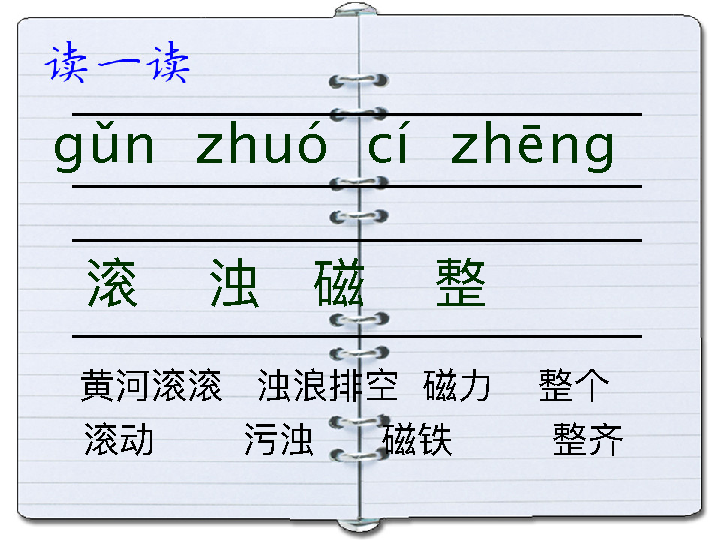 读一读
gǔn zhuó cí zhēng
滚 浊 磁 整
黄河滚滚 浊浪排空 磁力 整个
滚动 污浊 磁铁 整齐